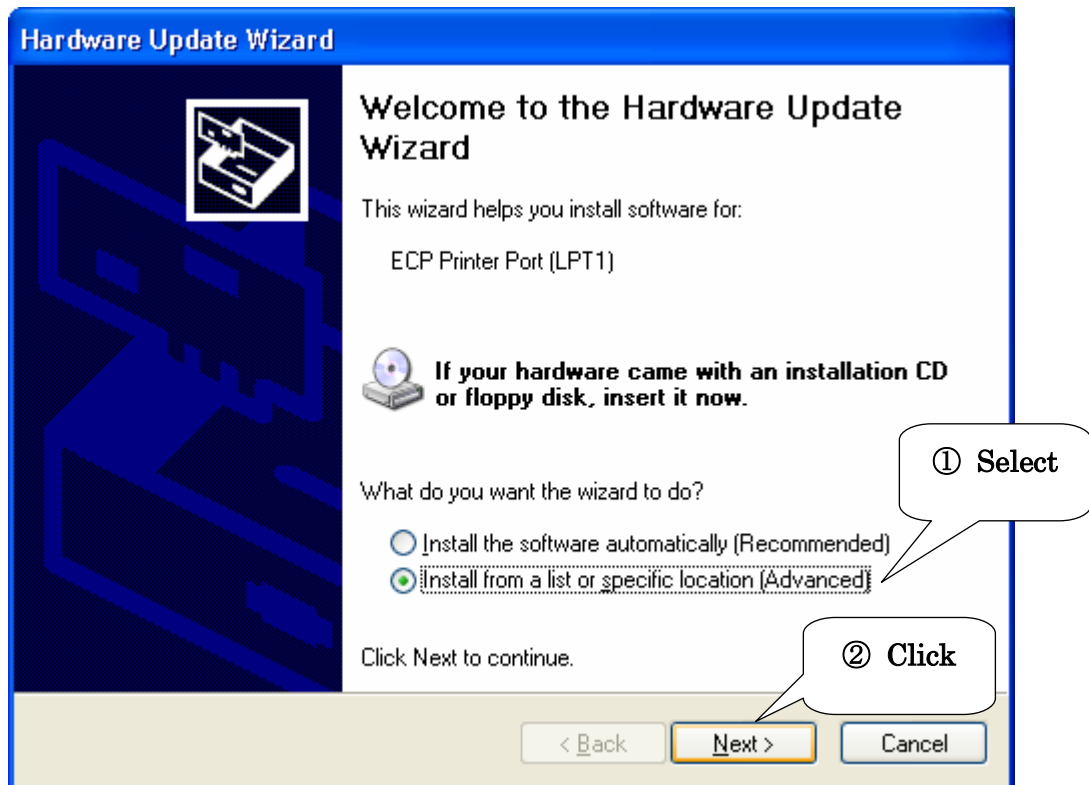 Hardware Update Wizard
Welcome to the Hardware Update
Wizard
This wizard helps you install software for:
ECP Printer Port (LPT1)
If your hardware came with an installation CD
or floppy disk, insert it now.
① Select
What do you want the wizard to do?
Install the software automatically (Recommended)
Install from a list or specific location (Advanced)
② Click
Click Next to continue.
< Back
Next >
Cancel